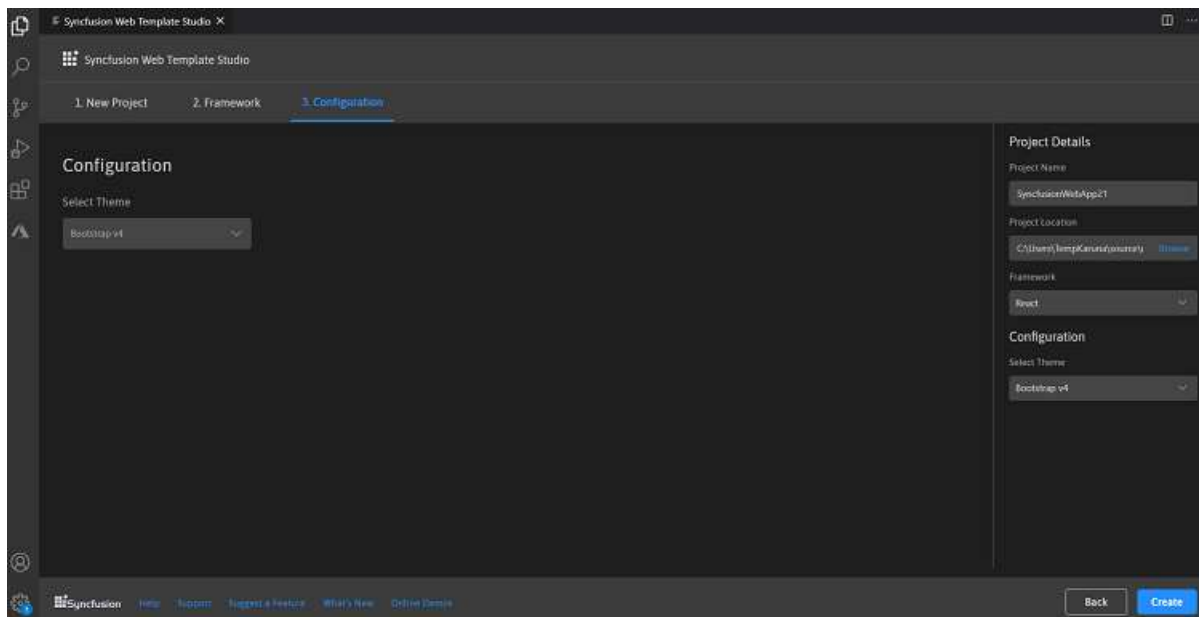 Syncfusion Web Template Studio
Syncfusion Web Template Studio
1. New Project
2. Framework
3. Configuration
Configuration
Select Theme
Bootstrap v4
Project Details
Project Name
SyncfusionWebApp21
Project Location
Browse
Framework
React
Configuration
Select Theme
Bootstrap v4
Syncfusion
Help
Support
Suggest a Feature
What's New
Online Demos
Back
Create